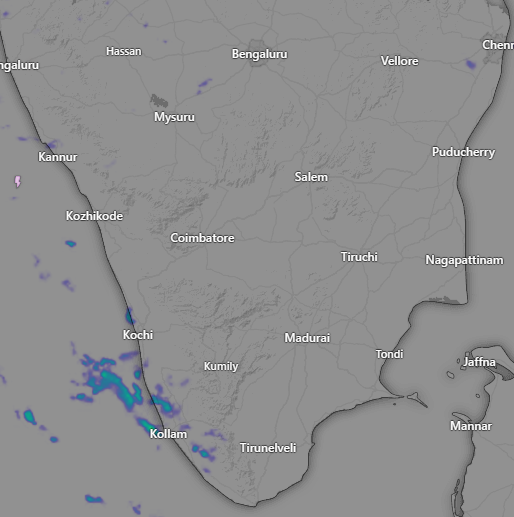 Hassan
Bengaluru
Vellore
Chenn
ngaluru
Mysuru
Kannur
Puducherry
Salem
Kozhikode
Coimbatore
Tiruchi
Nagapattinam
Kochi
Madurai
Tondi
Kumily
Jaffna
Kollam
Mannar
Tirunelveli